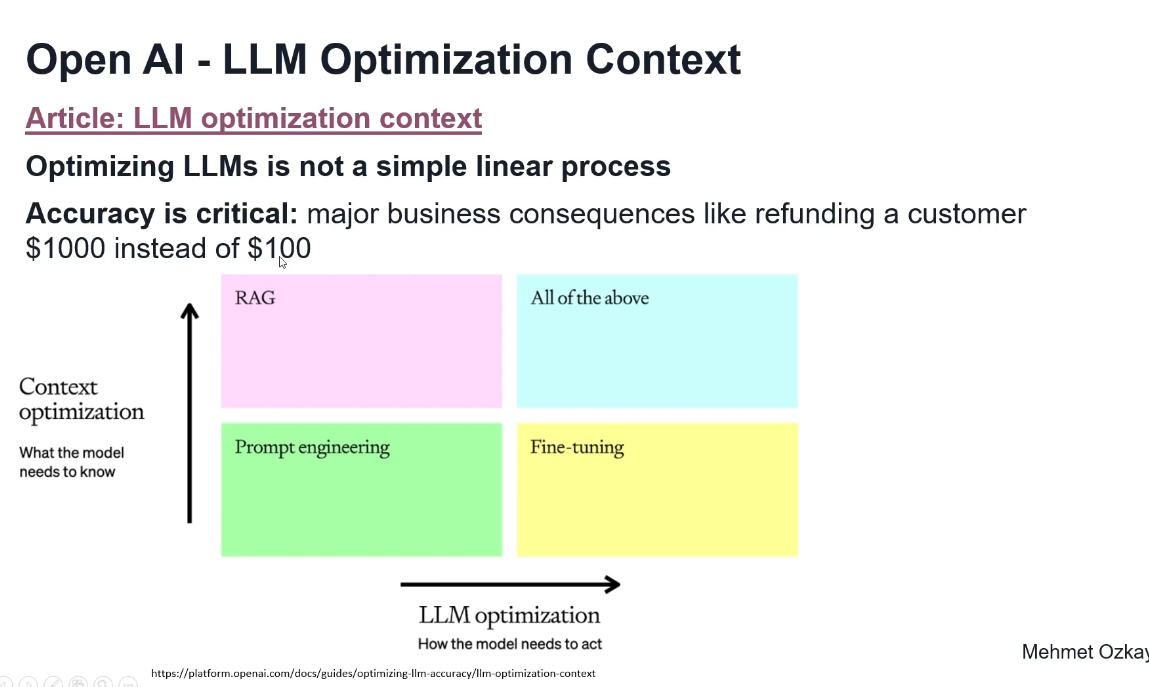 Open AI - LLM Optimization Context
Article: LLM optimization context
Optimizing LLMs is not a simple linear process
Accuracy is critical: major business consequences like refunding a customer
$1000 instead of $100
RAG
All of the above
Context
optimization
What the model
needs to know
Prompt engineering
Fine-tuning
LLM optimization
How the model needs to act
Mehmet Ozkay
https://platform.openai.com/docs/guides/optimizing-llm-accuracy/llm-optimization-context